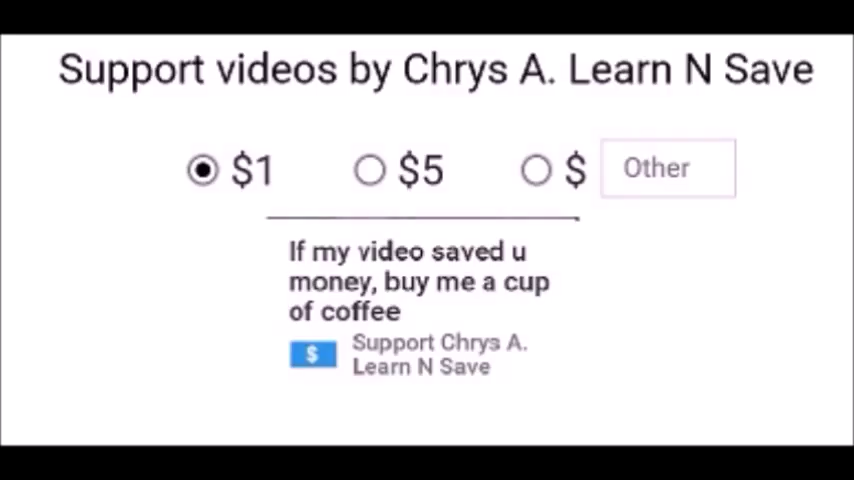 Support videos by Chrys A. Learn N Save
$1 $5 $ Other
If my video saved u
money, buy me a cup
of coffee
$
Support Chrys A.
Learn N Save